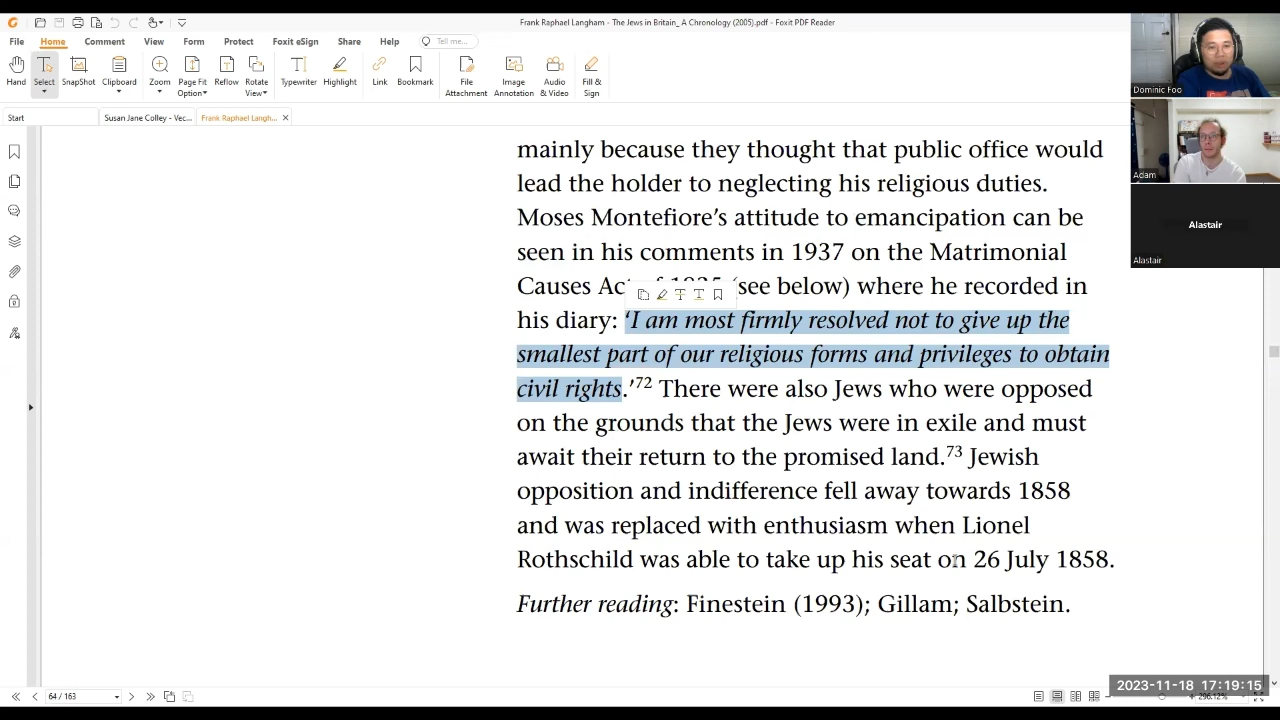 Frank Raphael Langham - The Jews in Britain_ A Chronology (2005).pdf - Foxit PDF Reader
File Home Comment View Form Protect Foxit eSign Share Help Tell me...
Hand Select SnapShot Clipboard Zoom Page Fit Option Reflow Rotate View Typewriter Highlight Link Bookmark File Attachment Image Annotation Audio & Video Fill & Sign
Start Susan Jane Colley - Vec... Frank Raphael Langh...
Dominic Foo
Adam
Alastair
Alastair
mainly because they thought that public office would
lead the holder to neglecting his religious duties.
Moses Montefiore’s attitude to emancipation can be
seen in his comments in 1937 on the Matrimonial
Causes Act of 1835 (see below) where he recorded in
his diary: ‘I am most firmly resolved not to give up the
smallest part of our religious forms and privileges to obtain
civil rights.’72 There were also Jews who were opposed
on the grounds that the Jews were in exile and must
await their return to the promised land.73 Jewish
opposition and indifference fell away towards 1858
and was replaced with enthusiasm when Lionel
Rothschild was able to take up his seat on 26 July 1858.
Further reading: Finestein (1993); Gillam; Salbstein.
64 / 163
2023-11-18 17:19:15